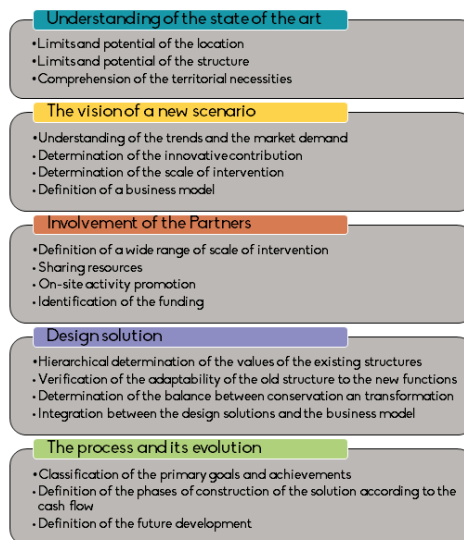 Understanding of the state of the art
•Limits and potential of the location
•Limits and potential of the structure
•Comprehension of the territorial necessities
The vision of a new scenario
•Understanding of the trends and the market demand
•Determination of the innovative contribution
•Determination of the scale of intervention
•Definition of a business model
Involvement of the Partners
•Definition of a wide range of scale of intervention
•Sharing resources
•On-site activity promotion
•Identification of the funding
Design solution
•Hierarchical determination of the values of the existing structures
•Verification of the adaptability of the old structure to the new functions
•Determination of the balance between conservation an transformation
•Integration between the design solutions and the business model
The process and its evolution
•Classification of the primary goals and achievements
•Definition of the phases of construction of the solution according to the
cash flow
•Definition of the future development